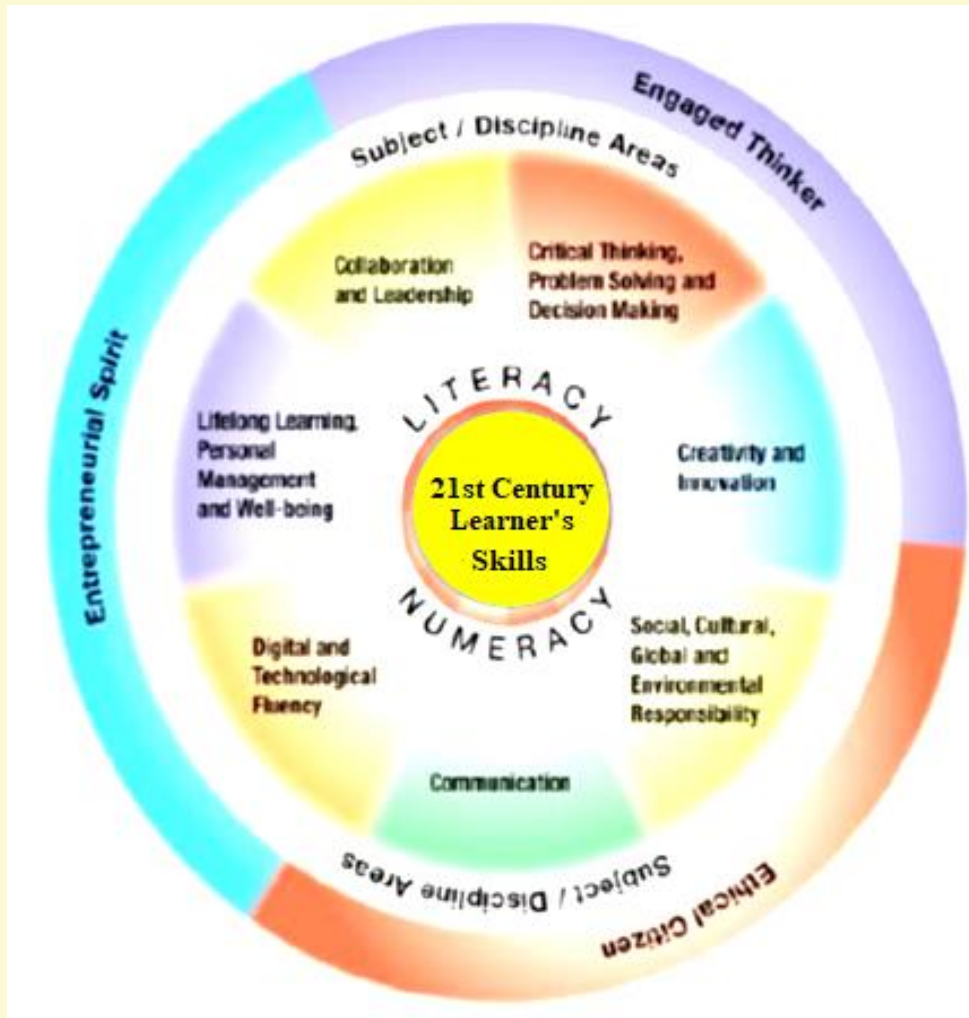 Engaged Thinker
Subject / Discipline Areas
Collaboration
and Leadership
Critical Thinking,
Problem Solving and
Decision Making
Entrepreneurial Spirit
LITERACY
Lifelong Learning,
Personal
Management
and Well-being
21st Century
Learner's
Skills
Creativity and
Innovation
NUMERACY
Digital and
Technological
Fluency
Social, Cultural,
Global and
Environmental
Responsibility
Communication
Subject / Discipline Areas
Ethical Citizen